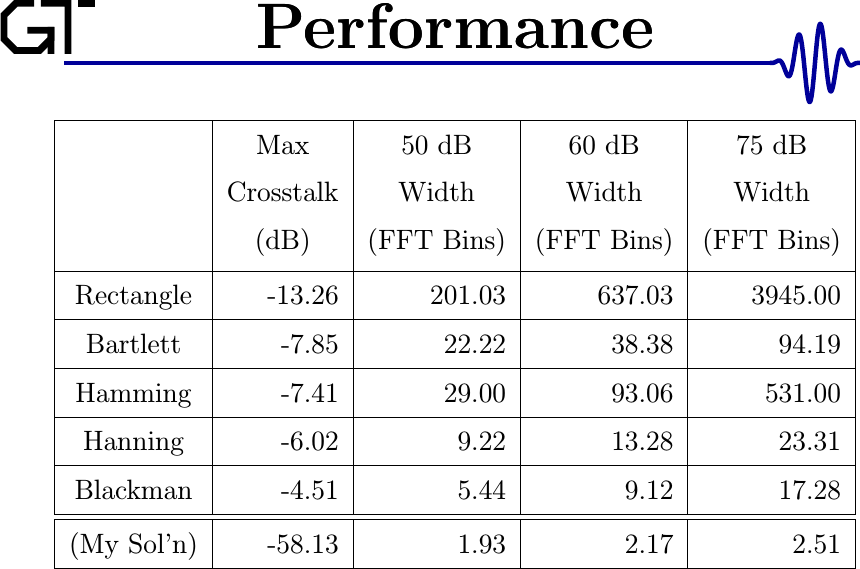 GT
Performance
Max Crosstalk (dB) 50 dB Width (FFT Bins) 60 dB Width (FFT Bins) 75 dB Width (FFT Bins)
Rectangle -13.26 201.03 637.03 3945.00
Bartlett -7.85 22.22 38.38 94.19
Hamming -7.41 29.00 93.06 531.00
Hanning -6.02 9.22 13.28 23.31
Blackman -4.51 5.44 9.12 17.28
(My Sol'n) -58.13 1.93 2.17 2.51